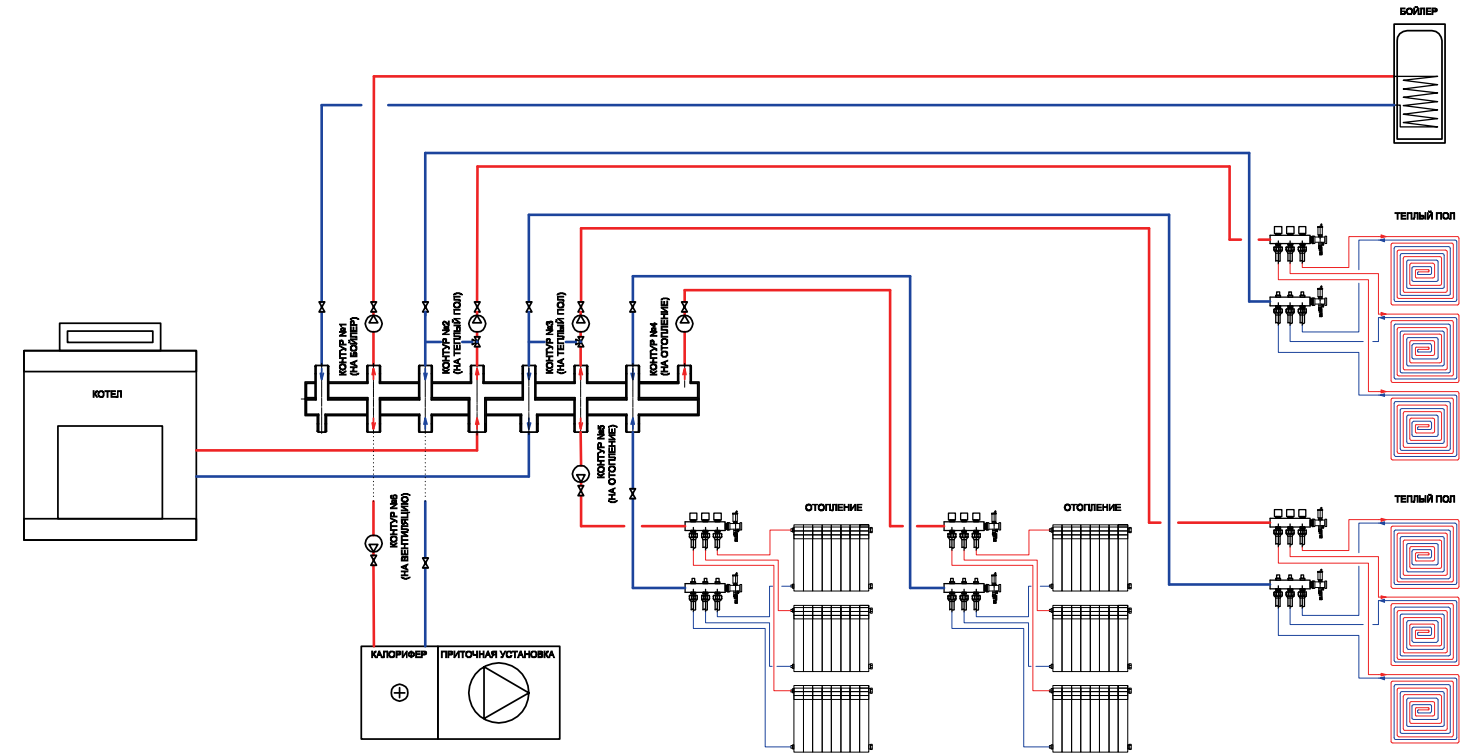 БОЙЛЕР
ТЕПЛЫЙ ПОЛ
КОНТУР №1
(НА БОЙЛЕР)
КОНТУР №2
(НА ТЕПЛЫЙ ПОЛ)
КОНТУР №3
(НА ТЕПЛЫЙ ПОЛ)
КОНТУР №4
(НА ОТОПЛЕНИЕ)
КОТЕЛ
КОНТУР №5
(НА ОТОПЛЕНИЕ)
КОНТУР №6
(НА ВЕНТИЛЯЦИЮ)
ОТОПЛЕНИЕ
ОТОПЛЕНИЕ
ТЕПЛЫЙ ПОЛ
КАЛОРИФЕР
ПРИТОЧНАЯ УСТАНОВКА